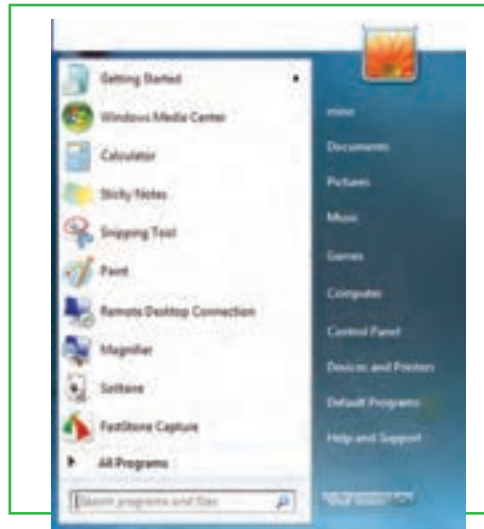 Getting Started
Windows Media Center
Calculator
Sticky Notes
Snipping Tool
Paint
Remote Desktop Connection
Magnifier
Solitaire
FastStone Capture
All Programs
Search programs and files
Documents
Pictures
Music
Games
Computer
Control Panel
Devices and Printers
Default Programs
Help and Support